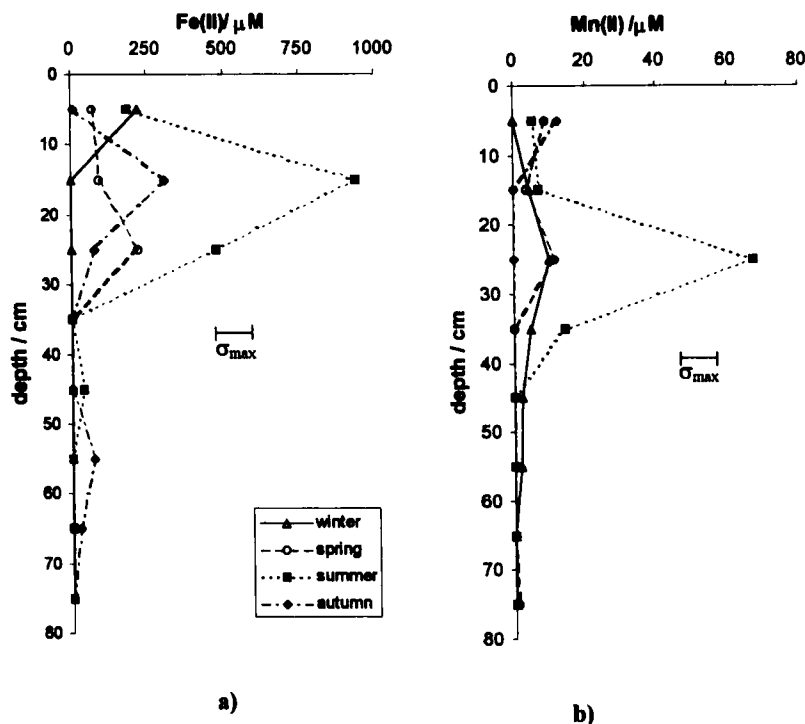 Fe(II)/ μM
0 250 500 750 1000
0
10
20
30
40
50
60
70
80
depth / cm
σmax
winter
spring
summer
autumn
a)
Mn(II) /μM
0 20 40 60 80
0
10
20
30
40
50
60
70
80
depth / cm
σmax
b)